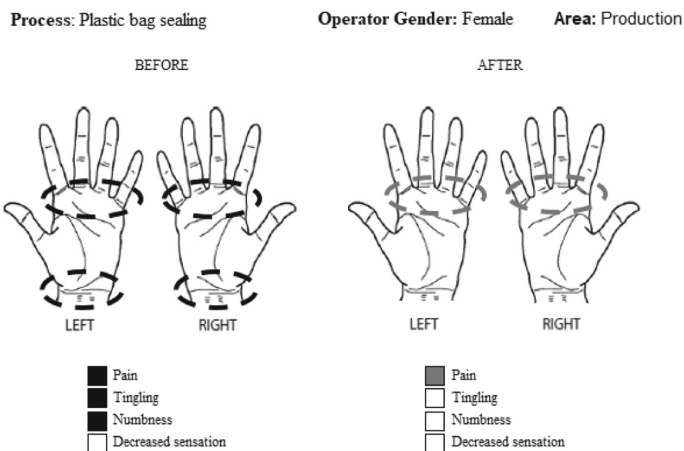 Process: Plastic bag sealing Operator Gender: Female Area: Production
BEFORE AFTER
LEFT RIGHT LEFT RIGHT
Pain Pain
Tingling Tingling
Numbness Numbness
Decreased sensation Decreased sensation